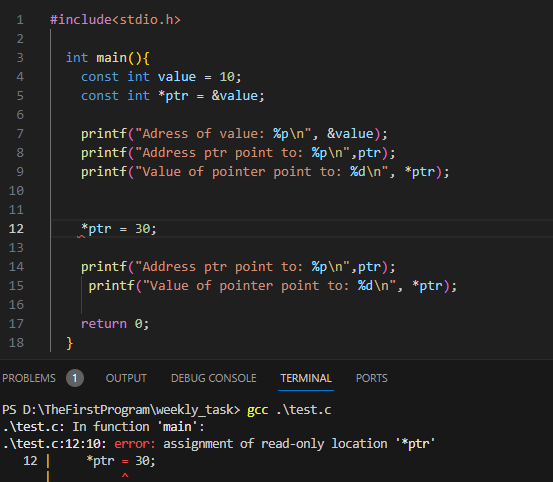 1 #include<stdio.h>
2
3 int main(){
4 const int value = 10;
5 const int *ptr = &value;
6
7 printf("Adress of value: %p\n", &value);
8 printf("Address ptr point to: %p\n",ptr);
9 printf("Value of pointer point to: %d\n", *ptr);
10
11
12 *ptr = 30;
13
14 printf("Address ptr point to: %p\n",ptr);
15 printf("Value of pointer point to: %d\n", *ptr);
16
17 return 0;
18 }
PROBLEMS 1 OUTPUT DEBUG CONSOLE TERMINAL PORTS
PS D:\TheFirstProgram\weekly_task> gcc .\test.c
.\test.c: In function 'main':
.\test.c:12:10: error: assignment of read-only location '*ptr'
12 | *ptr = 30;
| ^